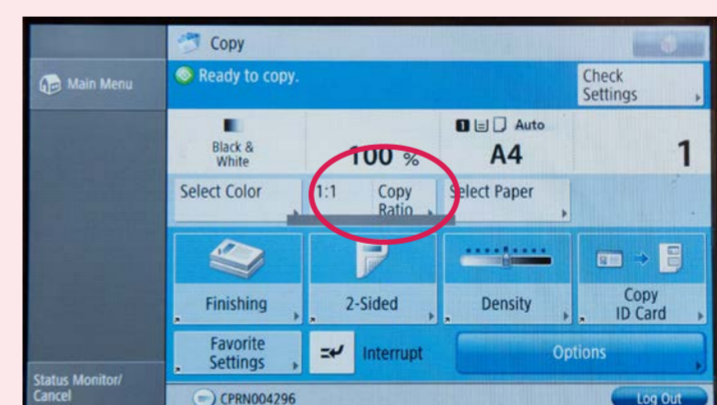 Copy
Main Menu
Ready to copy.
Check
Settings
1 Auto
Black &
White
100 %
A4
1
Select Color
1:1
Copy
Ratio
Select Paper
Finishing
2-Sided
Density
Copy
ID Card
Favorite
Settings
Interrupt
Options
Status Monitor/
Cancel
CPRN004296
Log Out